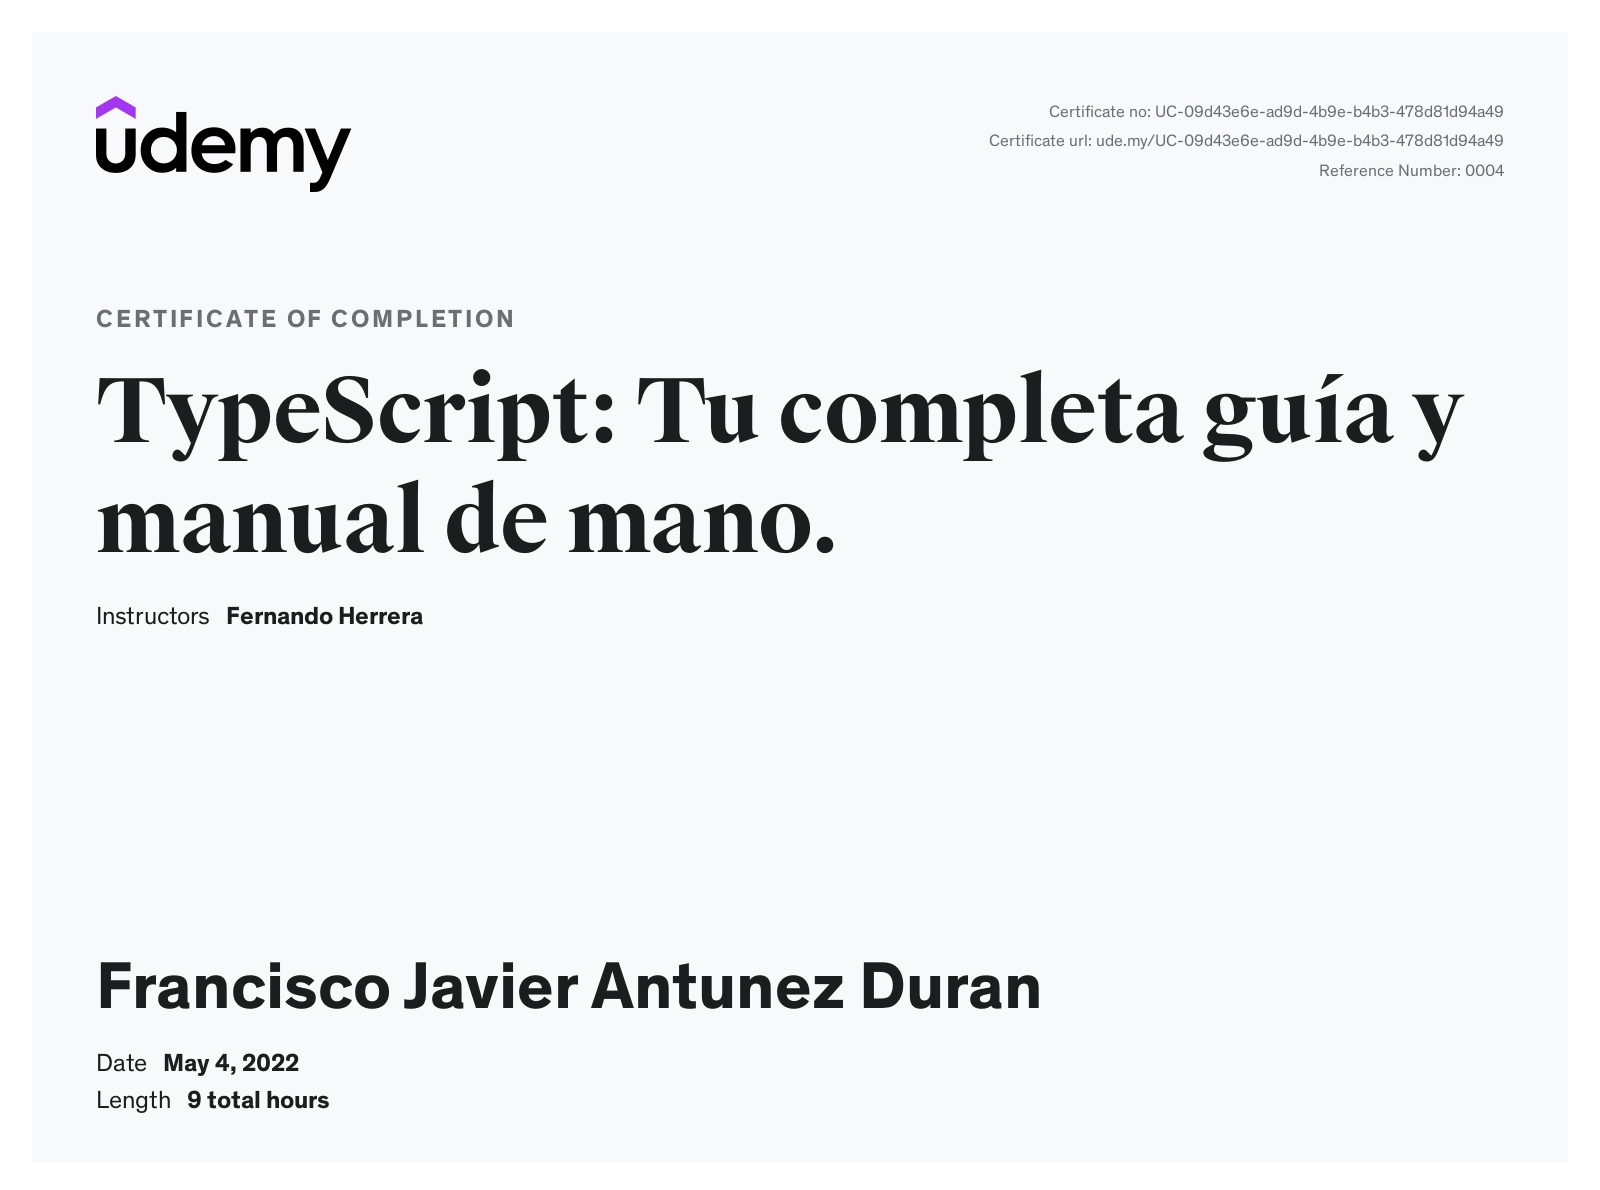 udemy
Certificate no: UC-09d43e6e-ad9d-4b9e-b4b3-478d81d94a49
Certificate url: ude.my/UC-09d43e6e-ad9d-4b9e-b4b3-478d81d94a49
Reference Number: 0004
CERTIFICATE OF COMPLETION
TypeScript: Tu completa guía y
manual de mano.
Instructors Fernando Herrera
Francisco Javier Antunez Duran
Date May 4, 2022
Length 9 total hours